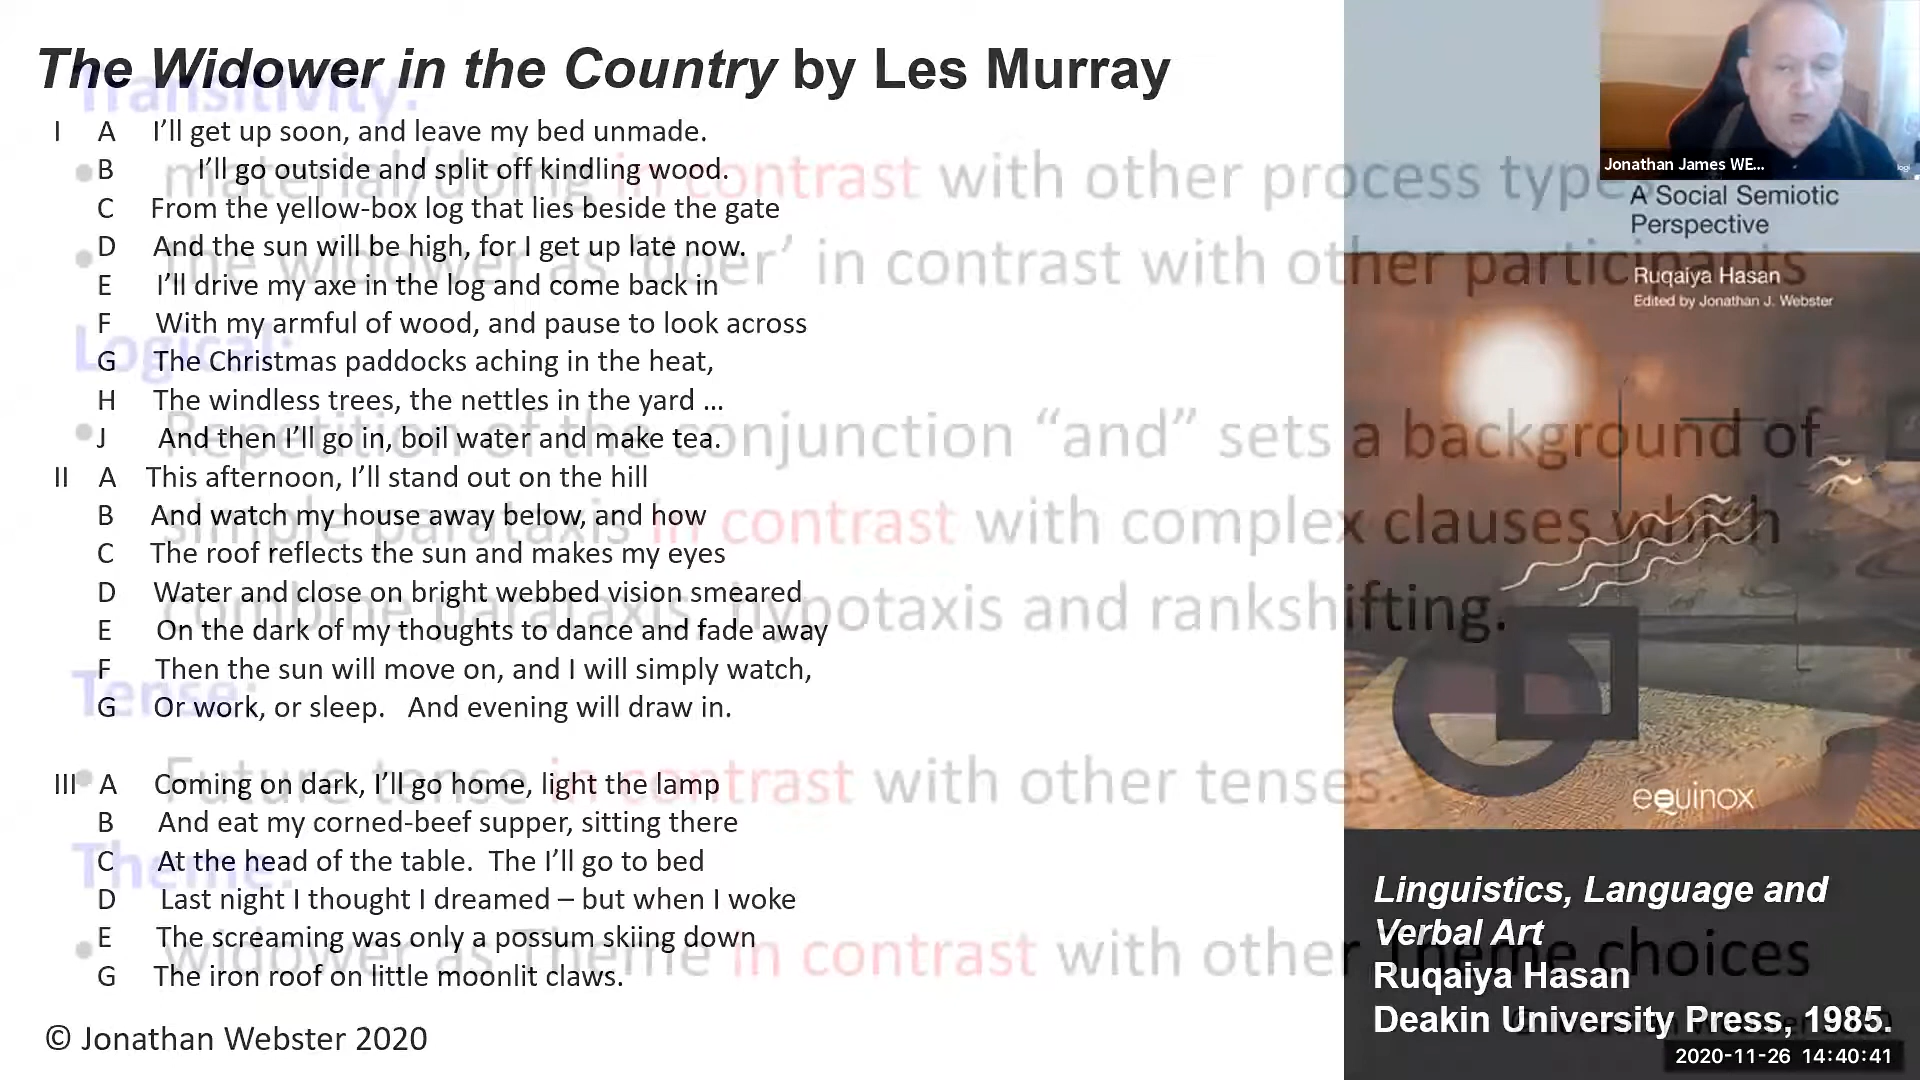 The Widower in the Country by Les Murray
I A I’ll get up soon, and leave my bed unmade.
B I’ll go outside and split off kindling wood.
C From the yellow-box log that lies beside the gate
D And the sun will be high, for I get up late now.
E I’ll drive my axe in the log and come back in
F With my armful of wood, and pause to look across
G The Christmas paddocks aching in the heat,
H The windless trees, the nettles in the yard ...
J And then I’ll go in, boil water and make tea.
II A This afternoon, I’ll stand out on the hill
B And watch my house away below, and how
C The roof reflects the sun and makes my eyes
D Water and close on bright webbed vision smeared
E On the dark of my thoughts to dance and fade away
F Then the sun will move on, and I will simply watch,
G Or work, or sleep. And evening will draw in.
III A Coming on dark, I’ll go home, light the lamp
B And eat my corned-beef supper, sitting there
C At the head of the table. The I’ll go to bed
D Last night I thought I dreamed – but when I woke
E The screaming was only a possum skiing down
G The iron roof on little moonlit claws.
© Jonathan Webster 2020
Transitivity:
• material/doing in contrast with other process type
• The widower as ‘doer’ in contrast with other participants
Logical:
• Repetition of the conjunction “and” sets a background of
simple parataxis in contrast with complex clauses which
combine parataxis, hypotaxis and rankshifting.
Tense:
• Future tense in contrast with other tenses.
Theme:
• widower as Theme in contrast with other Theme choices
Jonathan James WE...
logi
A Social Semiotic
Perspective
Ruqaiya Hasan
Edited by Jonathan J. Webster
equinox
Linguistics, Language and
Verbal Art
Ruqaiya Hasan
Deakin University Press, 1985.
2020-11-26 14:40:41